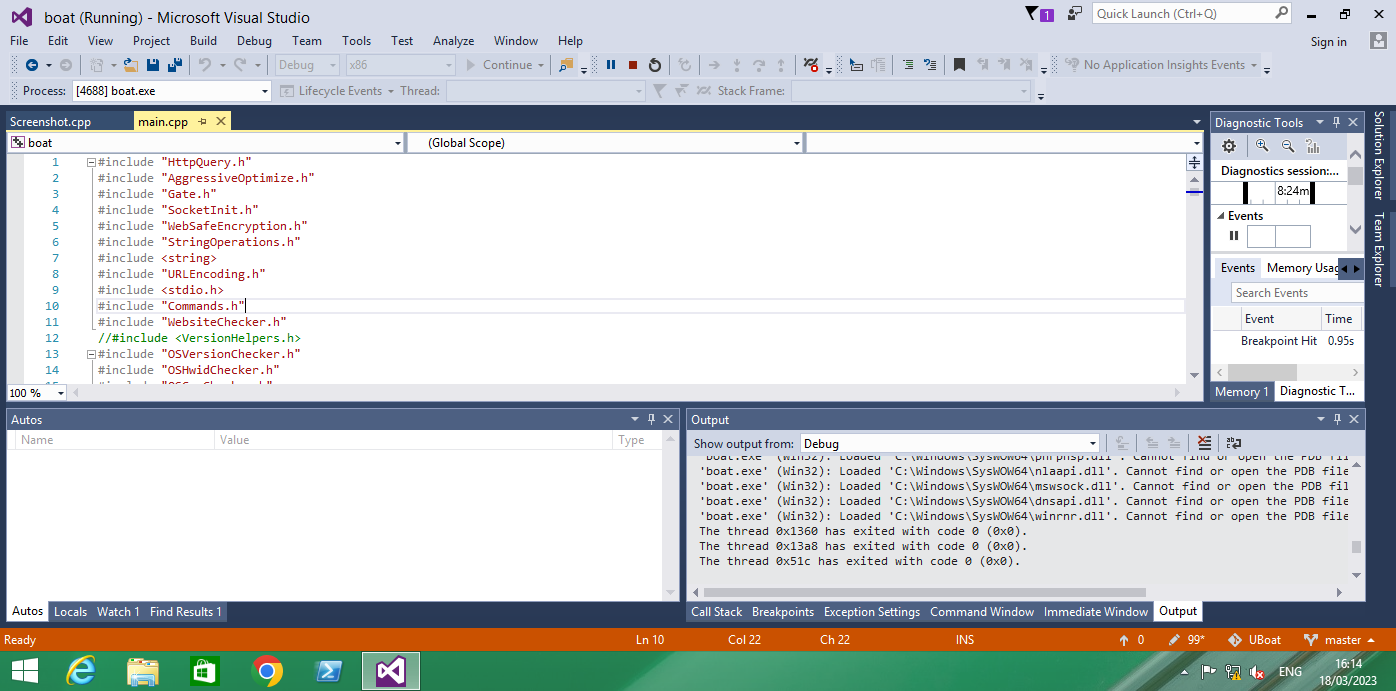 boat (Running) - Microsoft Visual Studio
1
Quick Launch (Ctrl+Q)
File Edit View Project Build Debug Team Tools Test Analyze Window Help
Sign in
Debug x86 Continue No Application Insights Events
Process: [4688] boat.exe Lifecycle Events Thread: Stack Frame:
Screenshot.cpp main.cpp
boat (Global Scope)
1 #include "HttpQuery.h"
2 #include "AggressiveOptimize.h"
3 #include "Gate.h"
4 #include "SocketInit.h"
5 #include "WebSafeEncryption.h"
6 #include "StringOperations.h"
7 #include <string>
8 #include "URLEncoding.h"
9 #include <stdio.h>
10 #include "Commands.h"
11 #include "WebsiteChecker.h"
12 //#include <VersionHelpers.h>
13 #include "OSVersionChecker.h"
14 #include "OSHwidChecker.h"
100 %
Diagnostic Tools
Diagnostics session:...
8:24m
Events
Events Memory Usag
Search Events
Event Time
Breakpoint Hit 0.95s
Memory 1 Diagnostic T...
Solution Explorer
Team Explorer
Autos
Name Value Type
Autos Locals Watch 1 Find Results 1
Output
Show output from: Debug
'boat.exe' (Win32): Loaded 'C:\Windows\SysWOW64\pnrpnsp.dll'. Cannot find or open the PDB fil
'boat.exe' (Win32): Loaded 'C:\Windows\SysWOW64\nlaapi.dll'. Cannot find or open the PDB file
'boat.exe' (Win32): Loaded 'C:\Windows\SysWOW64\mswsock.dll'. Cannot find or open the PDB fil
'boat.exe' (Win32): Loaded 'C:\Windows\SysWOW64\dnsapi.dll'. Cannot find or open the PDB file
'boat.exe' (Win32): Loaded 'C:\Windows\SysWOW64\winrnr.dll'. Cannot find or open the PDB file
The thread 0x1360 has exited with code 0 (0x0).
The thread 0x13a8 has exited with code 0 (0x0).
The thread 0x51c has exited with code 0 (0x0).
Call Stack Breakpoints Exception Settings Command Window Immediate Window Output
Ready Ln 10 Col 22 Ch 22 INS 0 99* UBoat master
ENG
16:14
18/03/2023